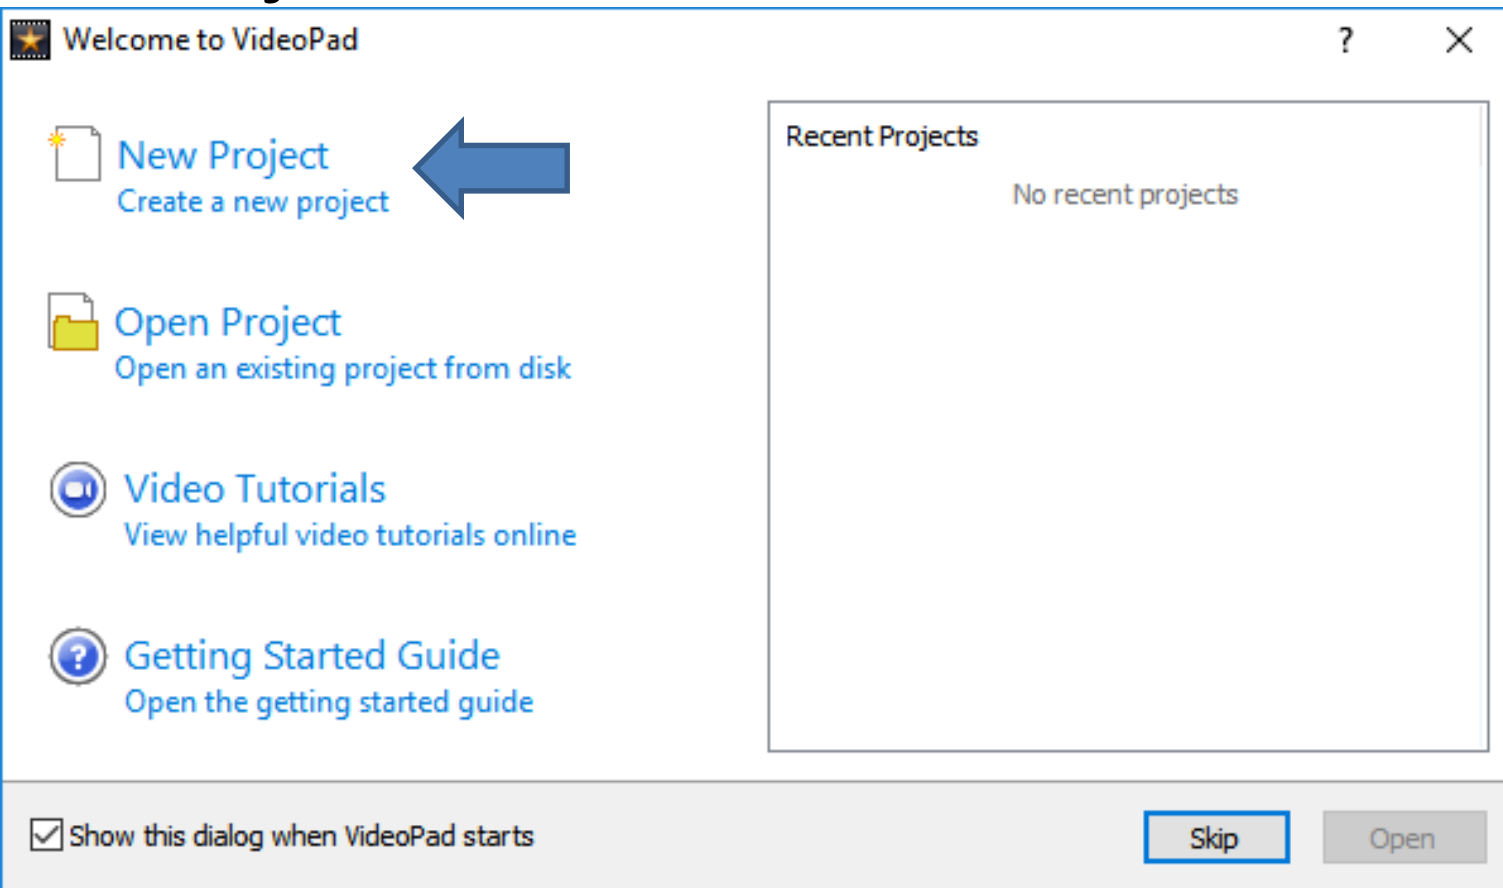 Welcome to VideoPad
?
New Project
Create a new project
Open Project
Open an existing project from disk
Video Tutorials
View helpful video tutorials online
Getting Started Guide
Open the getting started guide
Recent Projects
No recent projects
Show this dialog when VideoPad starts
Skip
Open